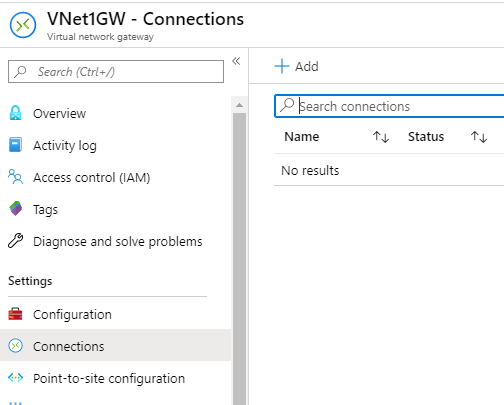 VNet1GW - Connections
Virtual network gateway
Search (Ctrl+/)
«
Overview
Activity log
Access control (IAM)
Tags
Diagnose and solve problems
Settings
Configuration
Connections
Point-to-site configuration
+ Add
Search connections
Name ↑↓ Status ↑↓
No results